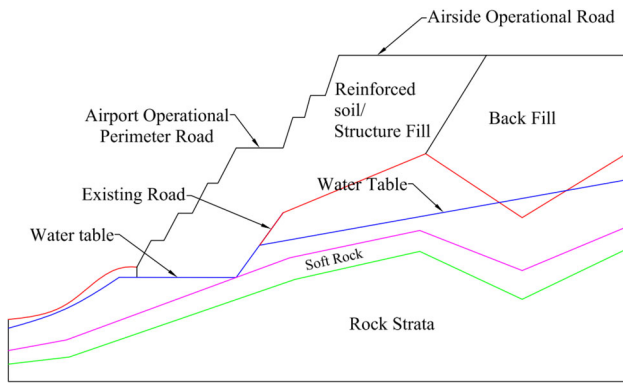 Airside Operational Road
Reinforced
soil/
Structure Fill
Back Fill
Airport Operational
Perimeter Road
Existing Road
Water Table
Water table
Soft Rock
Rock Strata